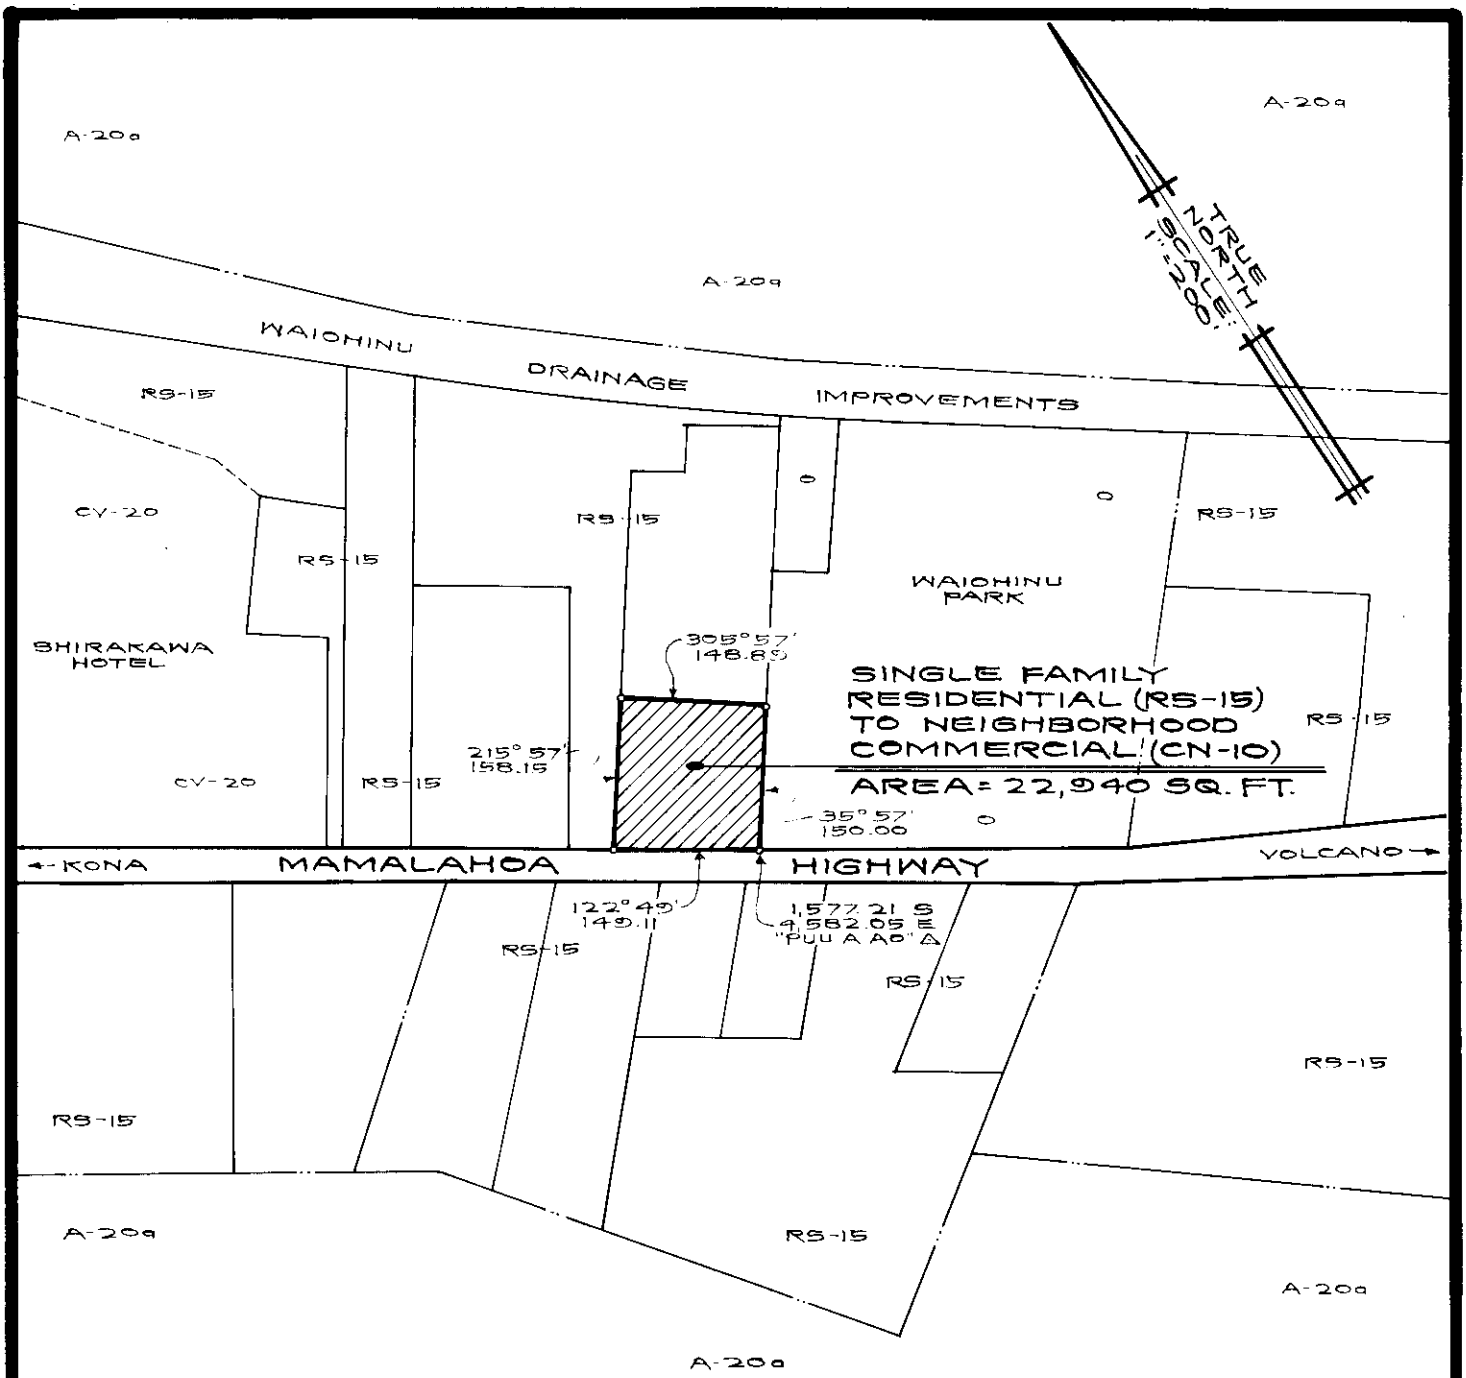 A-20a
A-20a
TRUE
NORTH
SCALE:
1"=200'
A-20a
WAIOHINU DRAINAGE IMPROVEMENTS
RS-15
CV-20
RS-15
RS-15
RS-15
WAIOHINU
PARK
SHIRAKAWA
HOTEL
305°57'
148.89
SINGLE FAMILY
RESIDENTIAL (RS-15)
TO NEIGHBORHOOD
COMMERCIAL (CN-10)
AREA = 22,940 SQ. FT.
RS-15
215°57'
158.15
CV-20
RS-15
35°57'
150.00
O
O
O
← KONA MAMALAHOA HIGHWAY VOLCANO →
122°49'
149.11
1,577.21 S
4,582.05 E
"PUU A AO" Δ
RS-15
RS-15
RS-15
RS-15
A-20a
RS-15
A-20a
A-20a